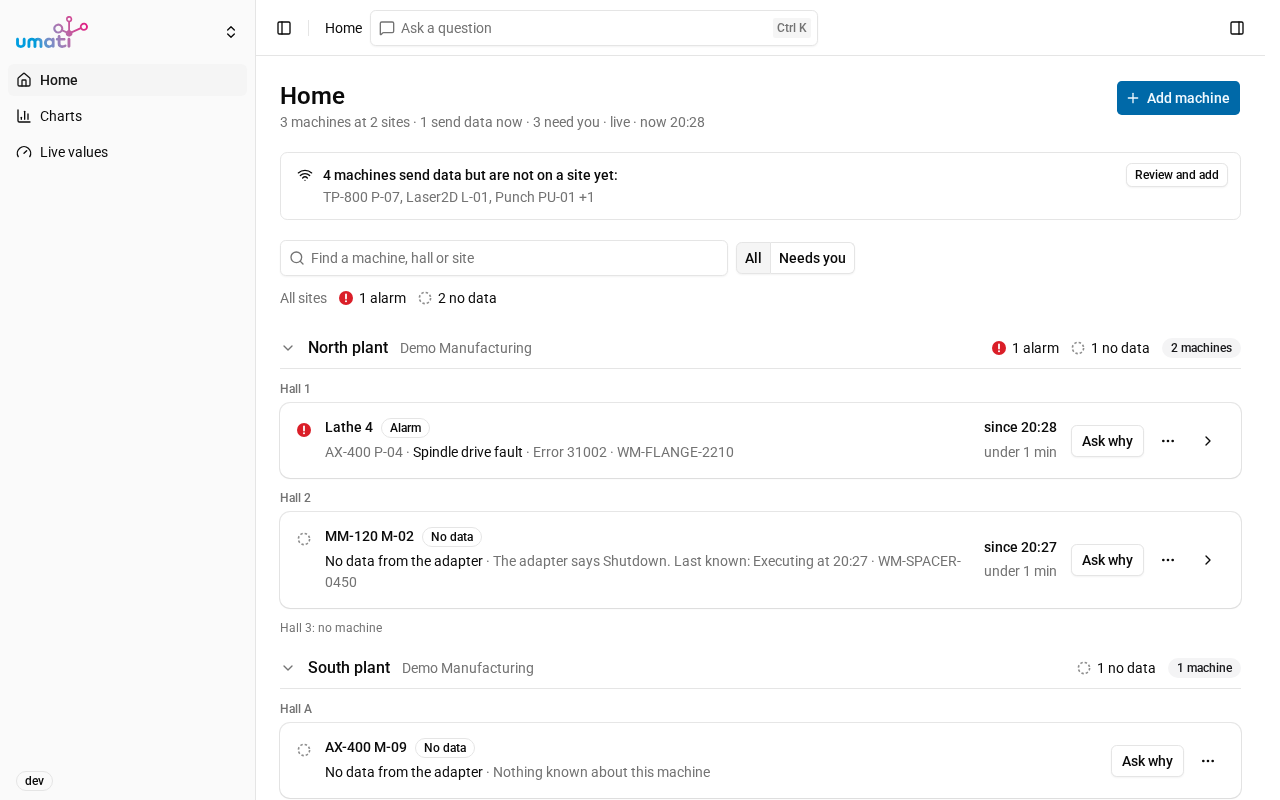 umati
Home
Charts
Live values
dev
Home
Ask a question
Ctrl K
Home
3 machines at 2 sites · 1 send data now · 3 need you · live · now 20:28
Add machine
4 machines send data but are not on a site yet:
TP-800 P-07, Laser2D L-01, Punch PU-01 +1
Review and add
Find a machine, hall or site
All
Needs you
All sites
1 alarm
2 no data
North plant
Demo Manufacturing
1 alarm
1 no data
2 machines
Hall 1
Lathe 4
Alarm
AX-400 P-04 · Spindle drive fault · Error 31002 · WM-FLANGE-2210
since 20:28
under 1 min
Ask why
Hall 2
MM-120 M-02
No data
No data from the adapter · The adapter says Shutdown. Last known: Executing at 20:27 · WM-SPACER-
0450
since 20:27
under 1 min
Ask why
Hall 3: no machine
South plant
Demo Manufacturing
1 no data
1 machine
Hall A
AX-400 M-09
No data
No data from the adapter · Nothing known about this machine
Ask why